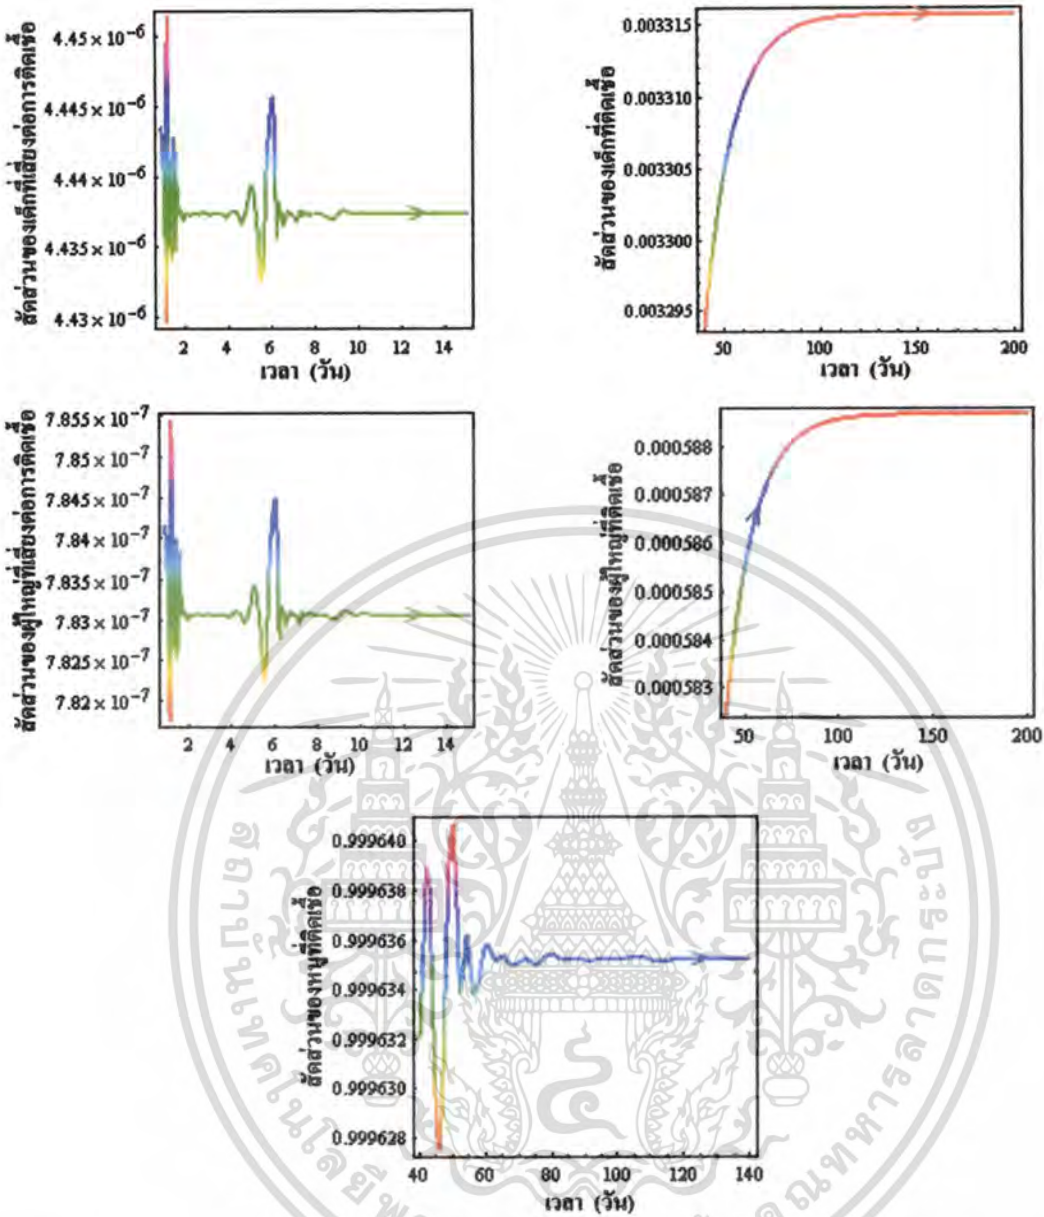 สัดส่วนของเด็กที่เสี่ยงต่อการติดเชื้อ
4.45×10⁻⁶
4.445×10⁻⁶
4.44×10⁻⁶
4.435×10⁻⁶
4.43×10⁻⁶
2 4 6 8 10 12 14
เวลา (วัน)
สัดส่วนของเด็กที่ติดเชื้อ
0.003315
0.003310
0.003305
0.003300
0.003295
50 100 150 200
เวลา (วัน)
สัดส่วนของผู้ใหญ่ที่เสี่ยงต่อการติดเชื้อ
7.855×10⁻⁷
7.85×10⁻⁷
7.845×10⁻⁷
7.84×10⁻⁷
7.835×10⁻⁷
7.83×10⁻⁷
7.825×10⁻⁷
7.82×10⁻⁷
2 4 6 8 10 12 14
เวลา (วัน)
สัดส่วนของผู้ใหญ่ที่ติดเชื้อ
0.000588
0.000587
0.000586
0.000585
0.000584
0.000583
50 100 150 200
เวลา (วัน)
สัดส่วนของหนูที่ติดเชื้อ
0.999640
0.999638
0.999636
0.999634
0.999632
0.999630
0.999628
40 60 80 100 120 140
เวลา (วัน)